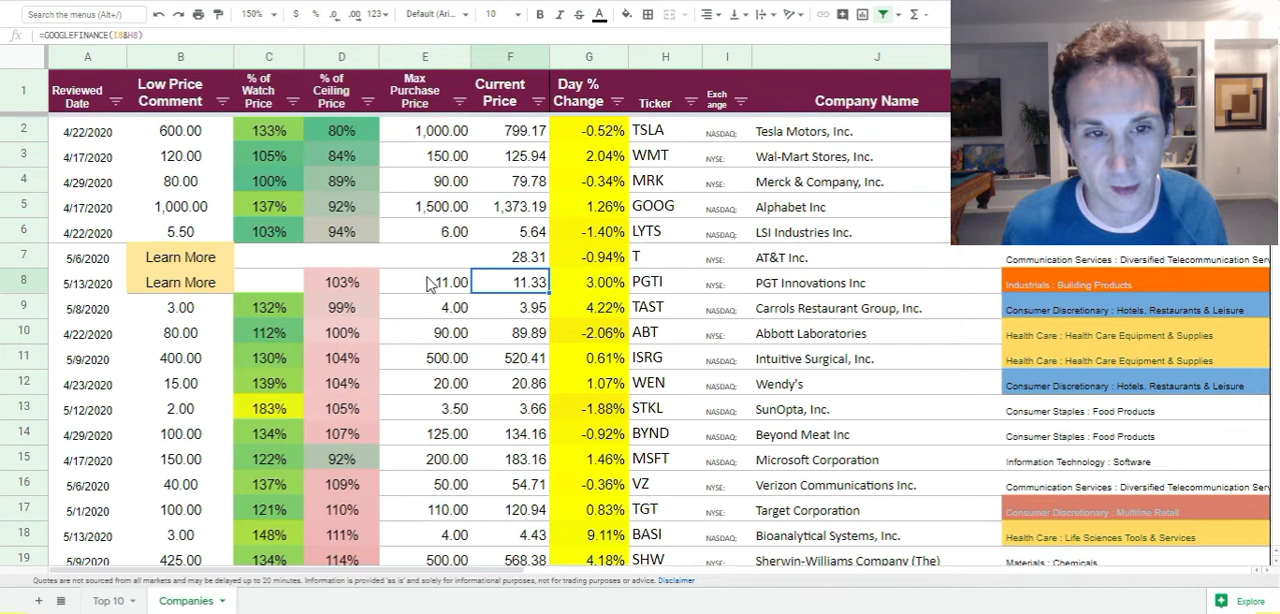 Search the menus (Alt+/) 150% $ % .0 .00 123 Default (Ari... 10 B I S A Σ
fx =GOOGLEFINANCE(I8&H8)
A B C D E F G H I J
1 Reviewed Date Low Price Comment % of Watch Price % of Ceiling Price Max Purchase Price Current Price Day % Change Ticker Exch ange Company Name
2 4/22/2020 600.00 133% 80% 1,000.00 799.17 -0.52% TSLA NASDAQ: Tesla Motors, Inc.
3 4/17/2020 120.00 105% 84% 150.00 125.94 2.04% WMT NYSE: Wal-Mart Stores, Inc.
4 4/29/2020 80.00 100% 89% 90.00 79.78 -0.34% MRK NYSE: Merck & Company, Inc.
5 4/17/2020 1,000.00 137% 92% 1,500.00 1,373.19 1.26% GOOG NASDAQ: Alphabet Inc
6 4/22/2020 5.50 103% 94% 6.00 5.64 -1.40% LYTS NASDAQ: LSI Industries Inc.
7 5/6/2020 Learn More 28.31 -0.94% T NYSE: AT&T Inc. Communication Services : Diversified Telecommunication Serv
8 5/13/2020 Learn More 103% 11.00 11.33 3.00% PGTI NYSE: PGT Innovations Inc Industrials : Building Products
9 5/8/2020 3.00 132% 99% 4.00 3.95 4.22% TAST NASDAQ: Carrols Restaurant Group, Inc. Consumer Discretionary : Hotels, Restaurants & Leisure
10 4/22/2020 80.00 112% 100% 90.00 89.89 -2.06% ABT NYSE: Abbott Laboratories Health Care : Health Care Equipment & Supplies
11 5/9/2020 400.00 130% 104% 500.00 520.41 0.61% ISRG NASDAQ: Intuitive Surgical, Inc. Health Care : Health Care Equipment & Supplies
12 4/23/2020 15.00 139% 104% 20.00 20.86 1.07% WEN NASDAQ: Wendy's Consumer Discretionary : Hotels, Restaurants & Leisure
13 5/12/2020 2.00 183% 105% 3.50 3.66 -1.88% STKL NASDAQ: SunOpta, Inc. Consumer Staples : Food Products
14 4/29/2020 100.00 134% 107% 125.00 134.16 -0.92% BYND NASDAQ: Beyond Meat Inc Consumer Staples : Food Products
15 4/17/2020 150.00 122% 92% 200.00 183.16 1.46% MSFT NASDAQ: Microsoft Corporation Information Technology : Software
16 5/6/2020 40.00 137% 109% 50.00 54.71 -0.36% VZ NYSE: Verizon Communications Inc. Communication Services : Diversified Telecommunication Serv
17 5/1/2020 100.00 121% 110% 110.00 120.94 0.83% TGT NYSE: Target Corporation Consumer Discretionary : Multiline Retail
18 5/13/2020 3.00 148% 111% 4.00 4.43 9.11% BASI NASDAQ: Bioanalytical Systems, Inc. Health Care : Life Sciences Tools & Services
19 5/9/2020 425.00 134% 114% 500.00 568.38 4.18% SHW NYSE: Sherwin-Williams Company (The) Materials : Chemicals
Quotes are not sourced from all markets and may be delayed up to 20 minutes. Information is provided 'as is' and solely for informational purposes, not for trading purposes or advice. Disclaimer
+ Top 10 Companies Explore